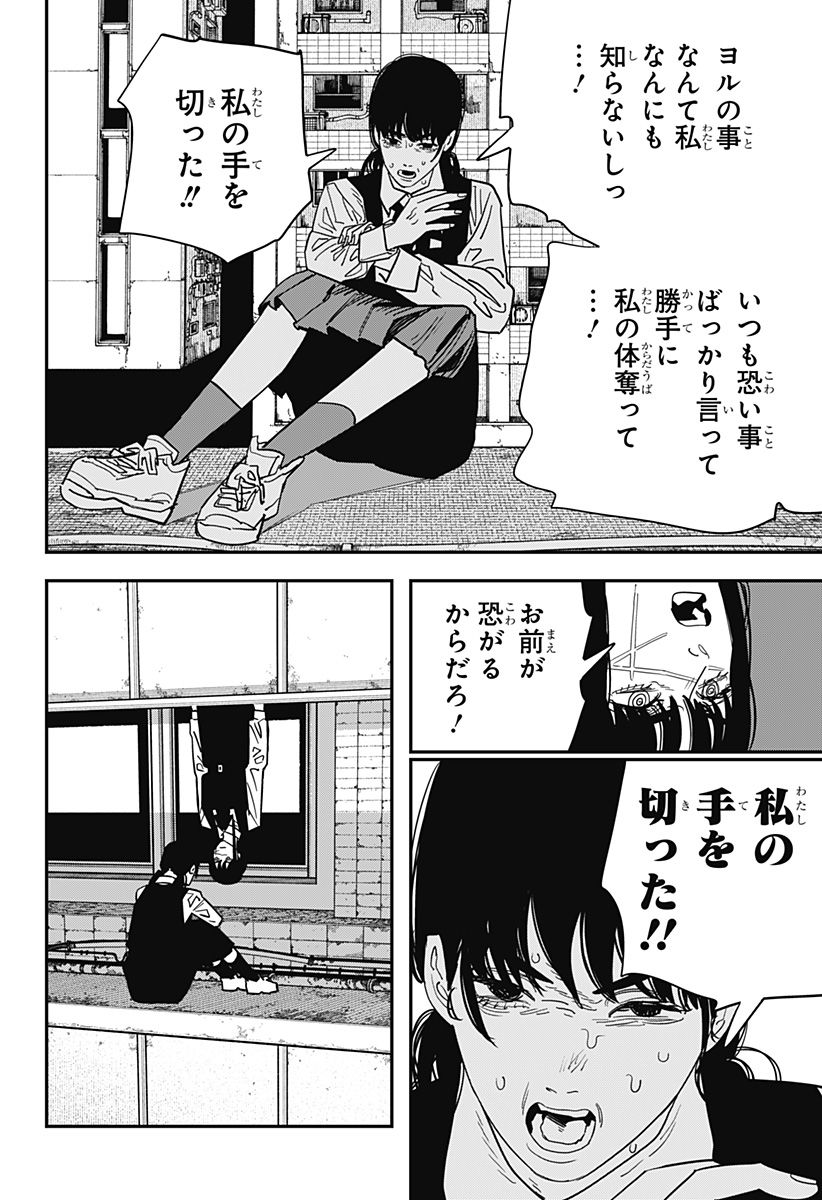 ヨルの事
なんて私
なんにも
知らないしっ
…！
いつも恐い事
ばっかり言って
勝手に
私の体奪って
…！
私の手を
切った!!
お前が
恐がる
からだろ！
私の
手を
切った!!